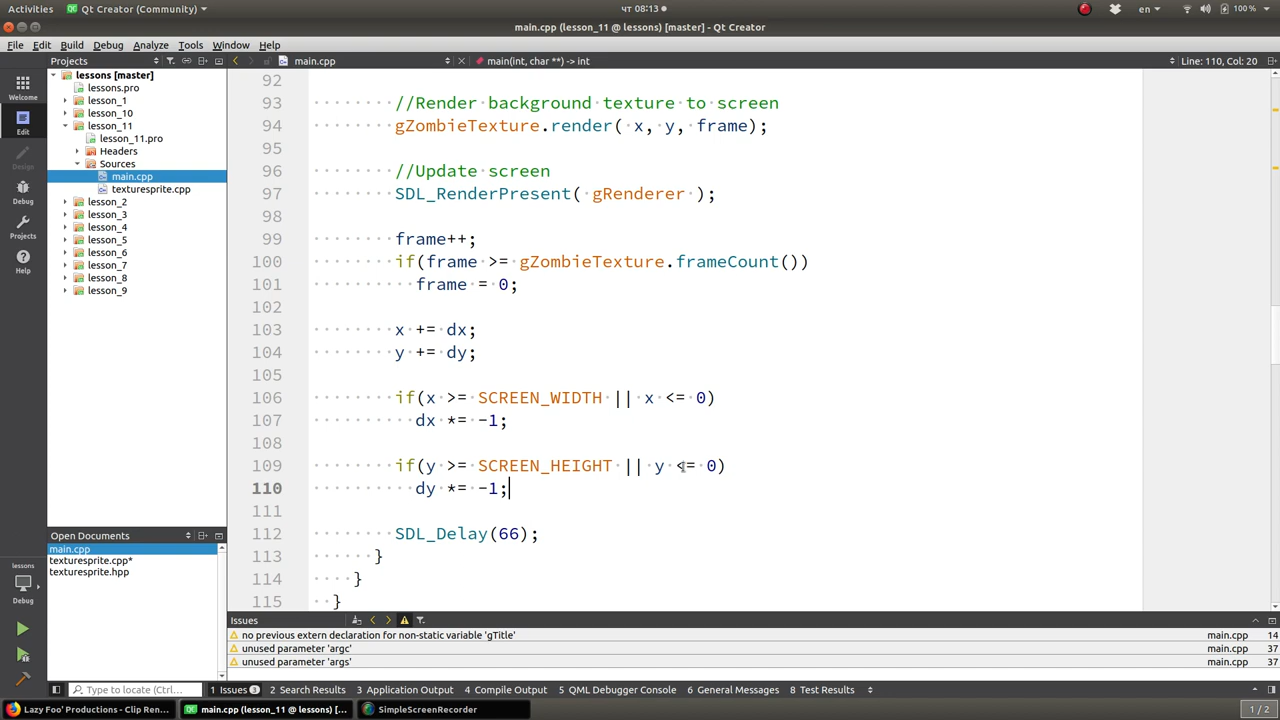 Activities Qt Creator (Community) чт 08:13 en 100 %
main.cpp (lesson_11 @ lessons) [master] - Qt Creator
File Edit Build Debug Analyze Tools Window Help
Projects main.cpp main(int, char **) -> int Line: 110, Col: 20
Welcome
Edit
Design
Debug
Projects
Help
lessons
Debug
lessons [master]
lessons.pro
lesson_1
lesson_10
lesson_11
lesson_11.pro
Headers
Sources
main.cpp
texturesprite.cpp
lesson_2
lesson_3
lesson_4
lesson_5
lesson_6
lesson_7
lesson_8
lesson_9
Open Documents
main.cpp
texturesprite.cpp*
texturesprite.hpp
92
93 //Render background texture to screen
94 gZombieTexture.render( x, y, frame);
95
96 //Update screen
97 SDL_RenderPresent( gRenderer );
98
99 frame++;
100 if(frame >= gZombieTexture.frameCount())
101 frame = 0;
102
103 x += dx;
104 y += dy;
105
106 if(x >= SCREEN_WIDTH || x <= 0)
107 dx *= -1;
108
109 if(y >= SCREEN_HEIGHT || y <= 0)
110 dy *= -1;
111
112 SDL_Delay(66);
113 }
114 }
115 }
Issues
no previous extern declaration for non-static variable 'gTitle' main.cpp 14
unused parameter 'argc' main.cpp 37
unused parameter 'args' main.cpp 37
Type to locate (Ctrl... 1 Issues 3 2 Search Results 3 Application Output 4 Compile Output 5 QML Debugger Console 6 General Messages 8 Test Results
Lazy Foo' Productions - Clip Ren... main.cpp (lesson_11 @ lessons) [... SimpleScreenRecorder 1 / 2